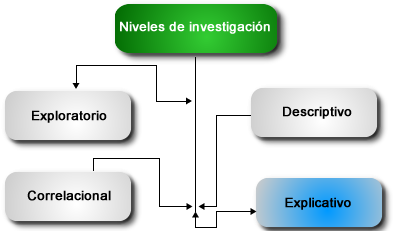 Niveles de investigación
Exploratorio
Descriptivo
Correlacional
Explicativo